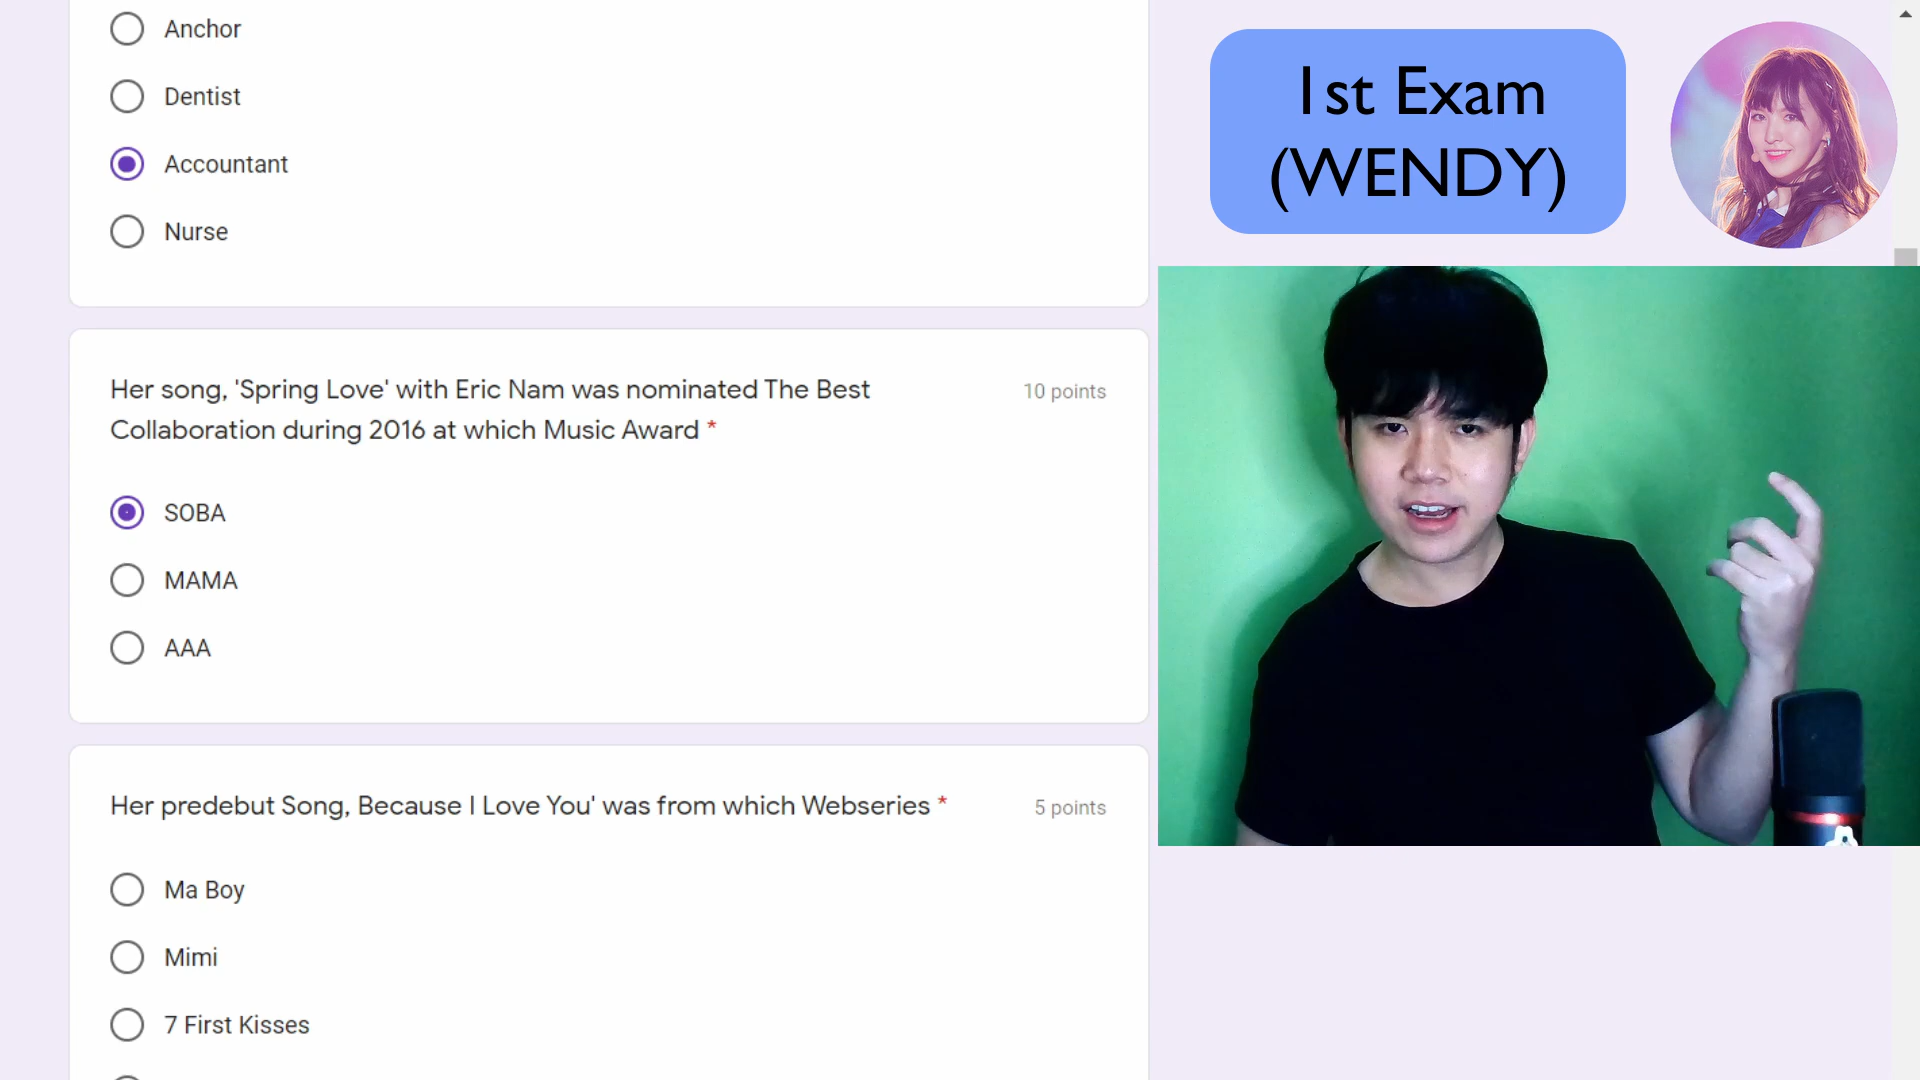 Anchor
Dentist
Accountant
Nurse
Her song, 'Spring Love' with Eric Nam was nominated The Best
Collaboration during 2016 at which Music Award *
10 points
SOBA
MAMA
AAA
Her predebut Song, Because I Love You' was from which Webseries *
5 points
Ma Boy
Mimi
7 First Kisses
1st Exam
(WENDY)